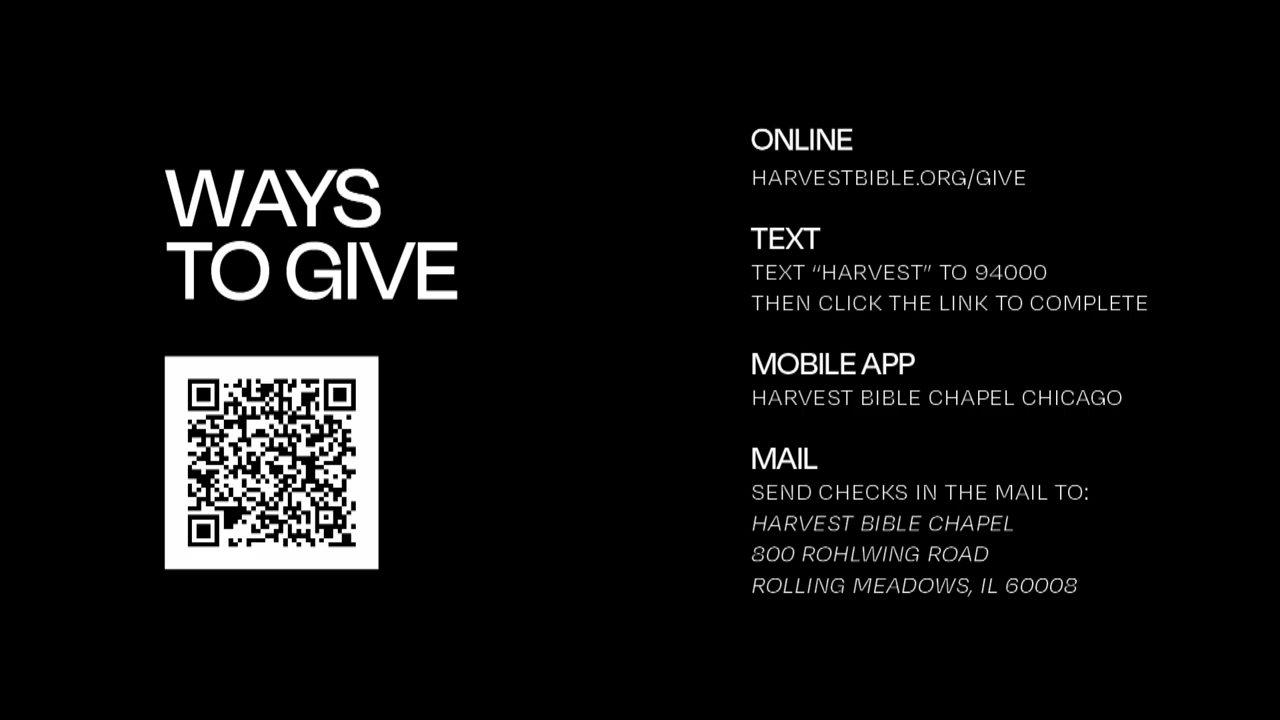 WAYS
TO GIVE
ONLINE
HARVESTBIBLE.ORG/GIVE
TEXT
TEXT “HARVEST” TO 94000
THEN CLICK THE LINK TO COMPLETE
MOBILE APP
HARVEST BIBLE CHAPEL CHICAGO
MAIL
SEND CHECKS IN THE MAIL TO:
HARVEST BIBLE CHAPEL
800 ROHLWING ROAD
ROLLING MEADOWS, IL 60008